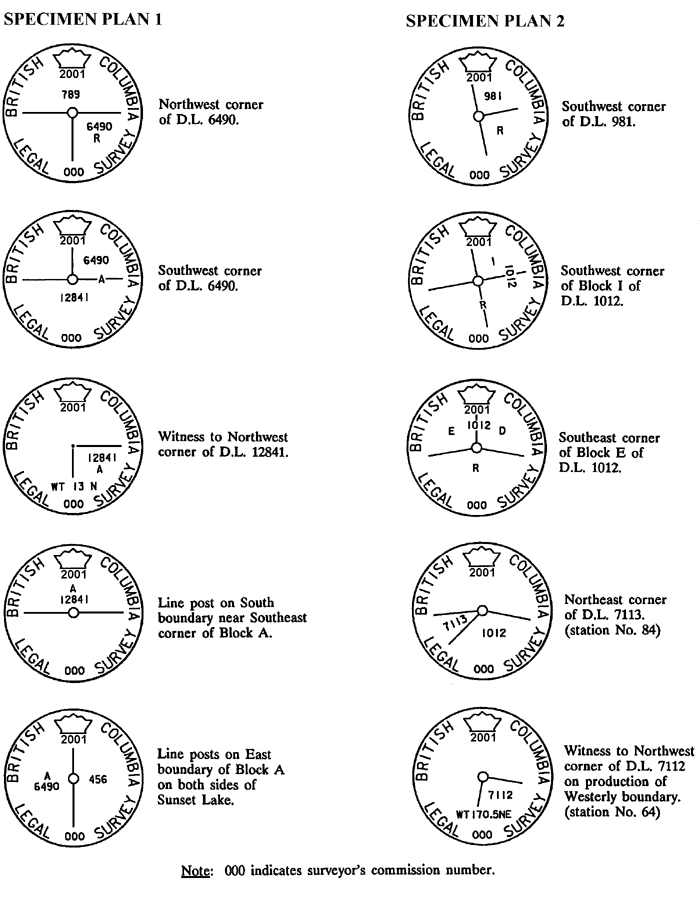 SPECIMEN PLAN 1
BRITISH COLUMBIA
2001
789
6490
R
LEGAL 000 SURVEY
Northwest corner
of D.L. 6490.
BRITISH COLUMBIA
2001
6490
A
12841
LEGAL 000 SURVEY
Southwest corner
of D.L. 6490.
BRITISH COLUMBIA
2001
12841
A
WT 13 N
LEGAL 000 SURVEY
Witness to Northwest
corner of D.L. 12841.
BRITISH COLUMBIA
2001
A
12841
LEGAL 000 SURVEY
Line post on South
boundary near Southeast
corner of Block A.
BRITISH COLUMBIA
2001
A
6490 456
LEGAL 000 SURVEY
Line posts on East
boundary of Block A
on both sides of
Sunset Lake.
SPECIMEN PLAN 2
BRITISH COLUMBIA
2001
981
R
LEGAL 000 SURVEY
Southwest corner
of D.L. 981.
BRITISH COLUMBIA
2001
I
1012
R
LEGAL 000 SURVEY
Southwest corner
of Block I of
D.L. 1012.
BRITISH COLUMBIA
2001
E 1012 D
R
LEGAL 000 SURVEY
Southeast corner
of Block E of
D.L. 1012.
BRITISH COLUMBIA
2001
7113
1012
LEGAL 000 SURVEY
Northeast corner
of D.L. 7113.
(station No. 84)
BRITISH COLUMBIA
2001
7112
WT170.5NE
LEGAL 000 SURVEY
Witness to Northwest
corner of D.L. 7112
on production of
Westerly boundary.
(station No. 64)
Note: 000 indicates surveyor's commission number.